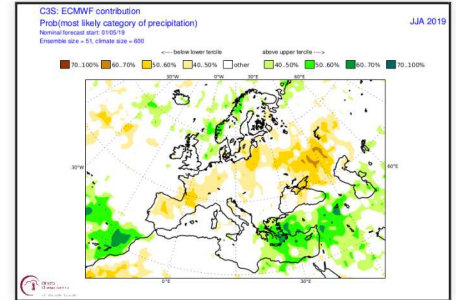 C3S: ECMWF contribution
Prob(most likely category of precipitation) JJA 2019
Nominal forecast start: 01/05/19
Ensemble size = 51, climate size = 600
<---- below lower tercile above upper tercile ---->
70..100% 60..70% 50..60% 40..50% other 40..50% 50..60% 60..70% 70..100%
30°W 0°W 30°E 60°E
30°W 60°E
0°E 30°E